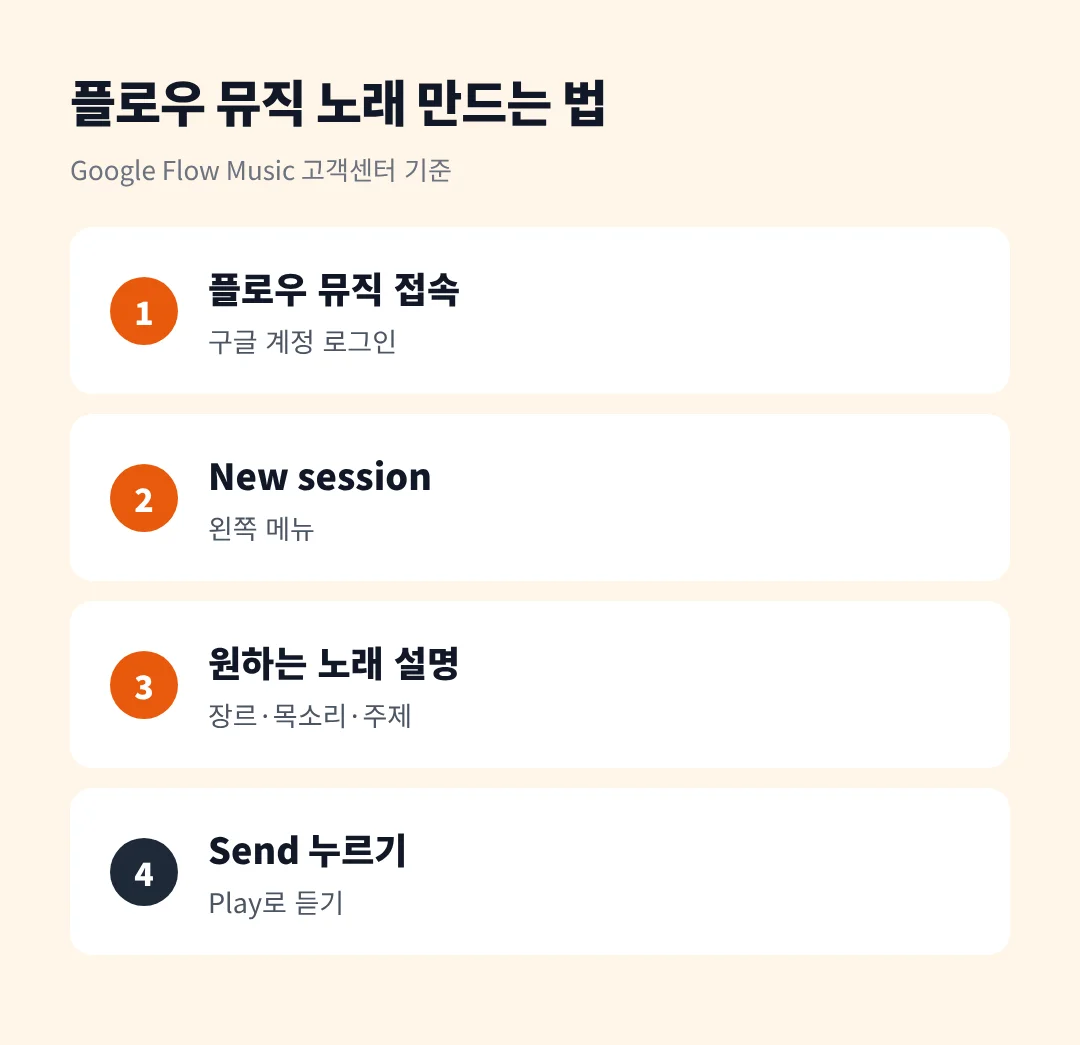 플로우 뮤직 노래 만드는 법
Google Flow Music 고객센터 기준
1
플로우 뮤직 접속
구글 계정 로그인
2
New session
왼쪽 메뉴
3
원하는 노래 설명
장르·목소리·주제
4
Send 누르기
Play로 듣기